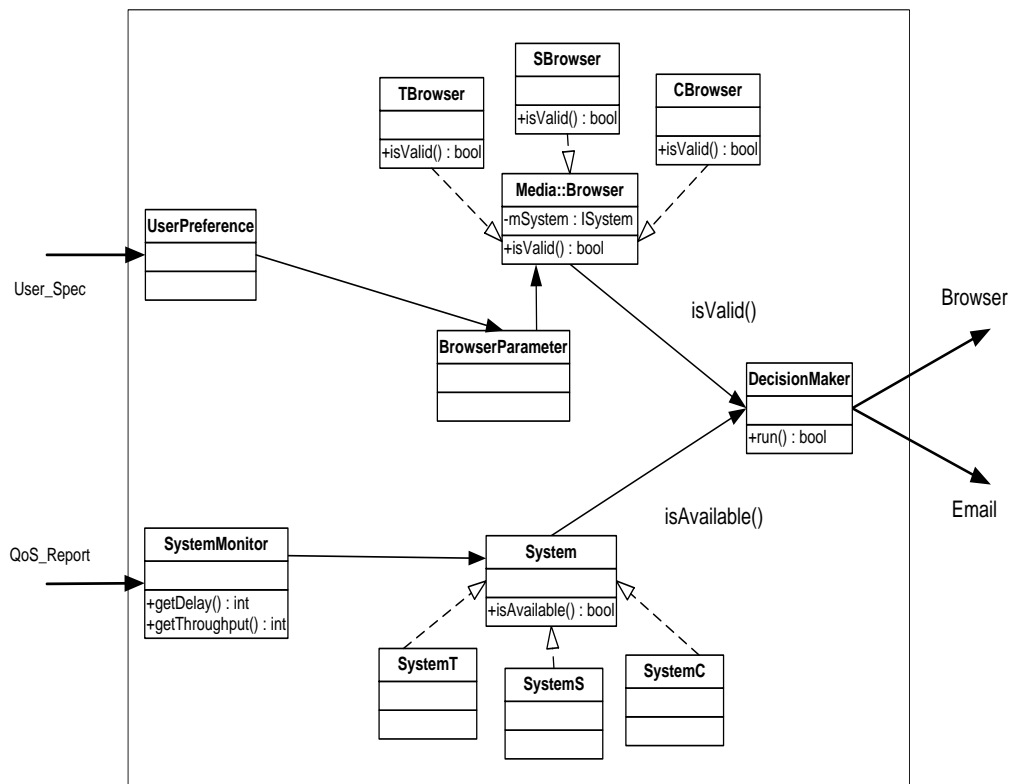 SBrowser
+isValid() : bool
TBrowser
+isValid() : bool
CBrowser
+isValid() : bool
Media::Browser
-mSystem : ISystem
+isValid() : bool
UserPreference
User_Spec
BrowserParameter
isValid()
Browser
DecisionMaker
+run() : bool
Email
isAvailable()
QoS_Report
SystemMonitor
+getDelay() : int
+getThroughput() : int
System
+isAvailable() : bool
SystemT
SystemS
SystemC